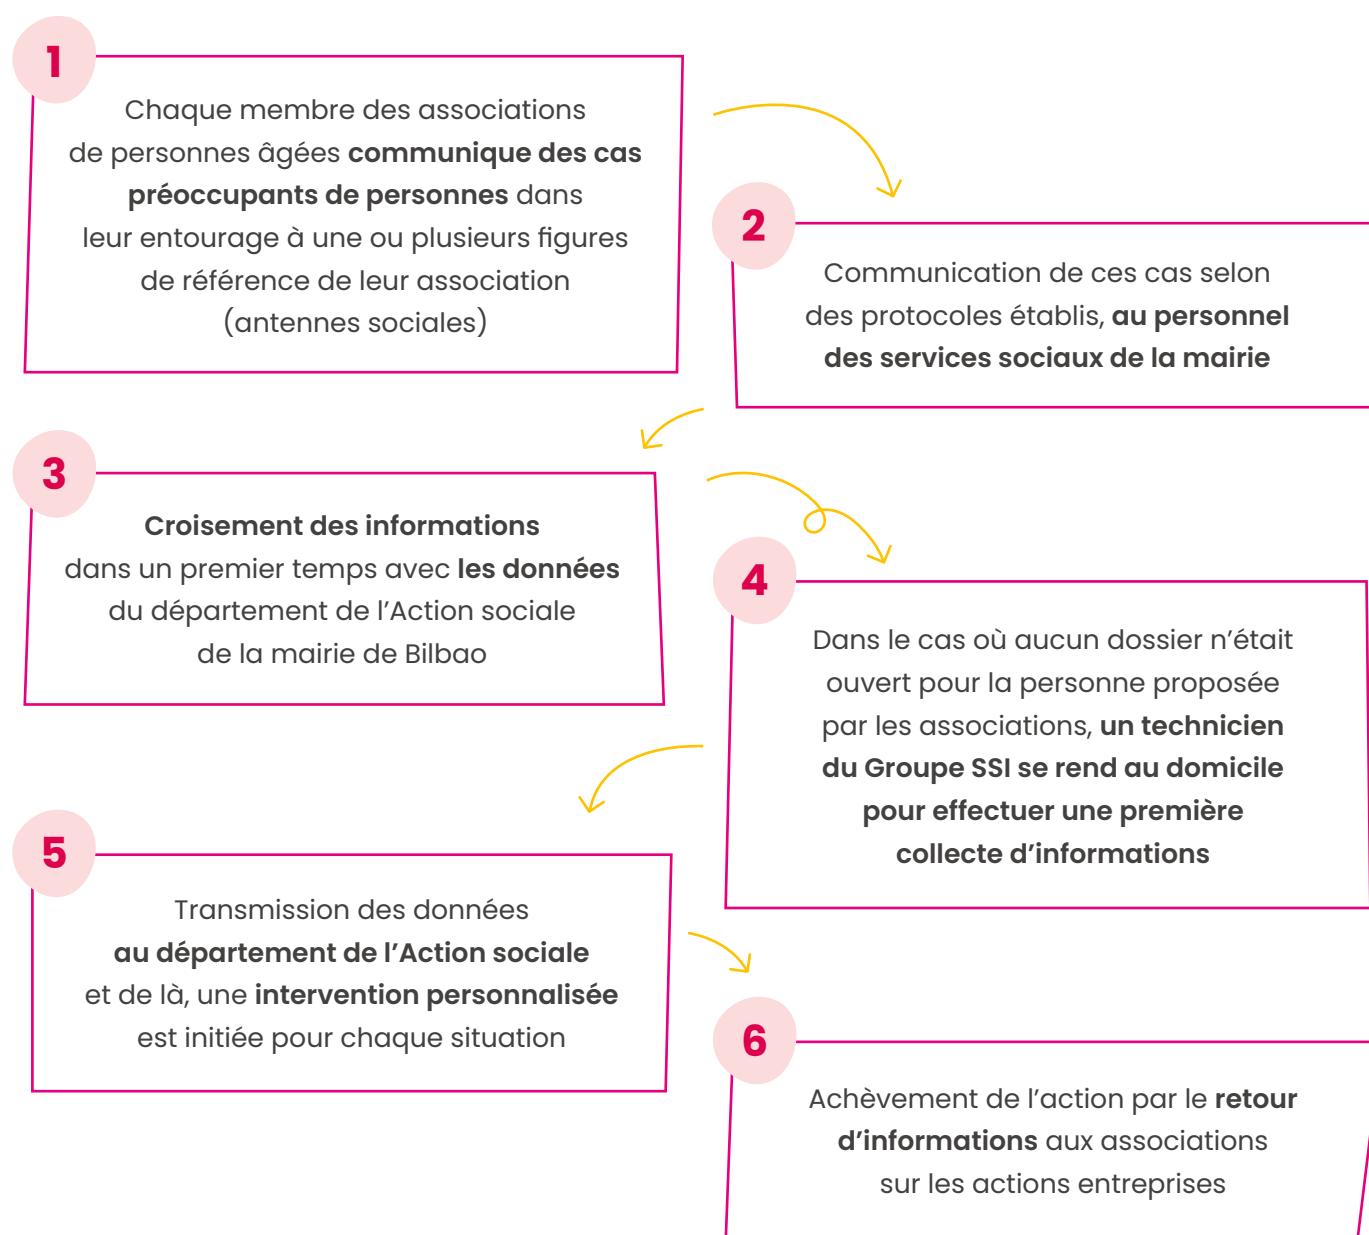 1
Chaque membre des associations
de personnes âgées communique des cas
préoccupants de personnes dans
leur entourage à une ou plusieurs figures
de référence de leur association
(antennes sociales)
2
Communication de ces cas selon
des protocoles établis, au personnel
des services sociaux de la mairie
3
Croisement des informations
dans un premier temps avec les données
du département de l’Action sociale
de la mairie de Bilbao
4
Dans le cas où aucun dossier n’était
ouvert pour la personne proposée
par les associations, un technicien
du Groupe SSI se rend au domicile
pour effectuer une première
collecte d’informations
5
Transmission des données
au département de l’Action sociale
et de là, une intervention personnalisée
est initiée pour chaque situation
6
Achèvement de l’action par le retour
d’informations aux associations
sur les actions entreprises